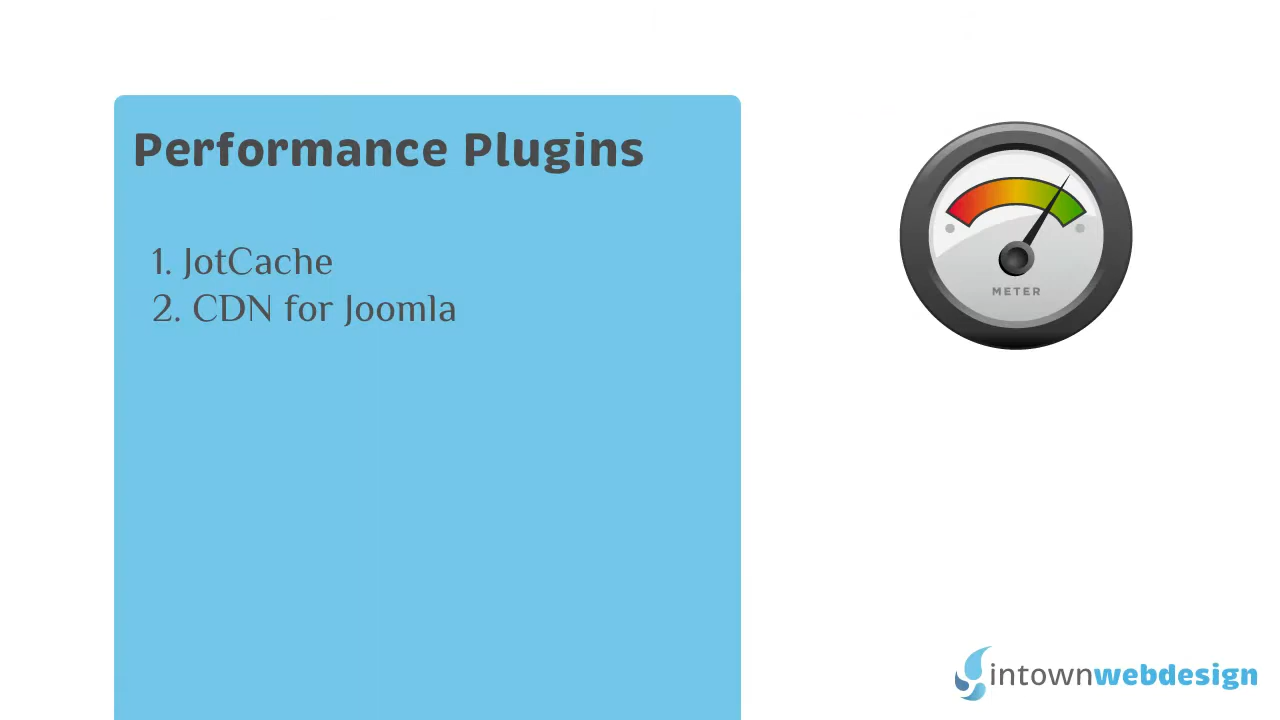 Performance Plugins
1. JotCache
2. CDN for Joomla
METER
intownwebdesign